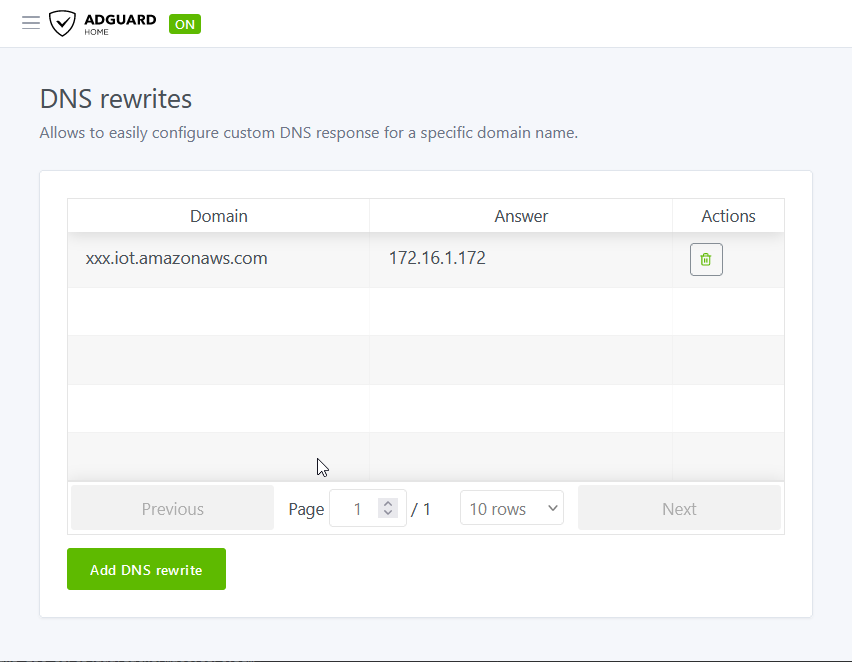 ADGUARD
HOME
ON
DNS rewrites
Allows to easily configure custom DNS response for a specific domain name.
Domain Answer Actions
xxx.iot.amazonaws.com 172.16.1.172
Previous Page 1 / 1 10 rows Next
Add DNS rewrite